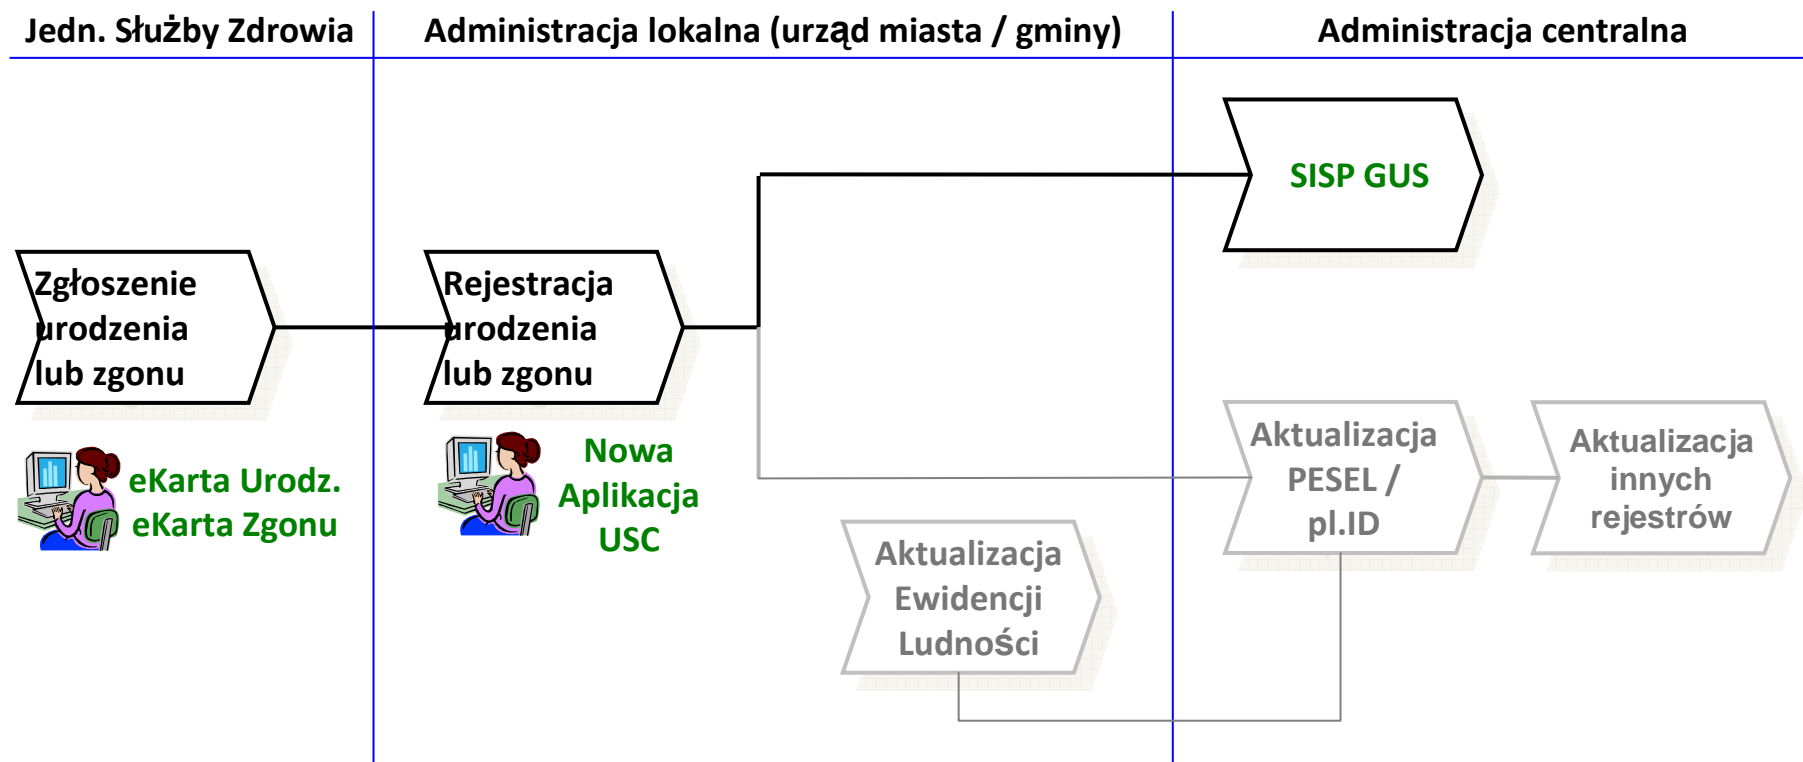 Jedn. Służby Zdrowia
Administracja lokalna (urząd miasta / gminy)
Administracja centralna
SISP GUS
Zgłoszenie
urodzenia
lub zgonu
Rejestracja
urodzenia
lub zgonu
eKarta Urodz.
eKarta Zgonu
Nowa
Aplikacja
USC
Aktualizacja
PESEL /
pl.ID
Aktualizacja
innych
rejestrów
Aktualizacja
Ewidencji
Ludności